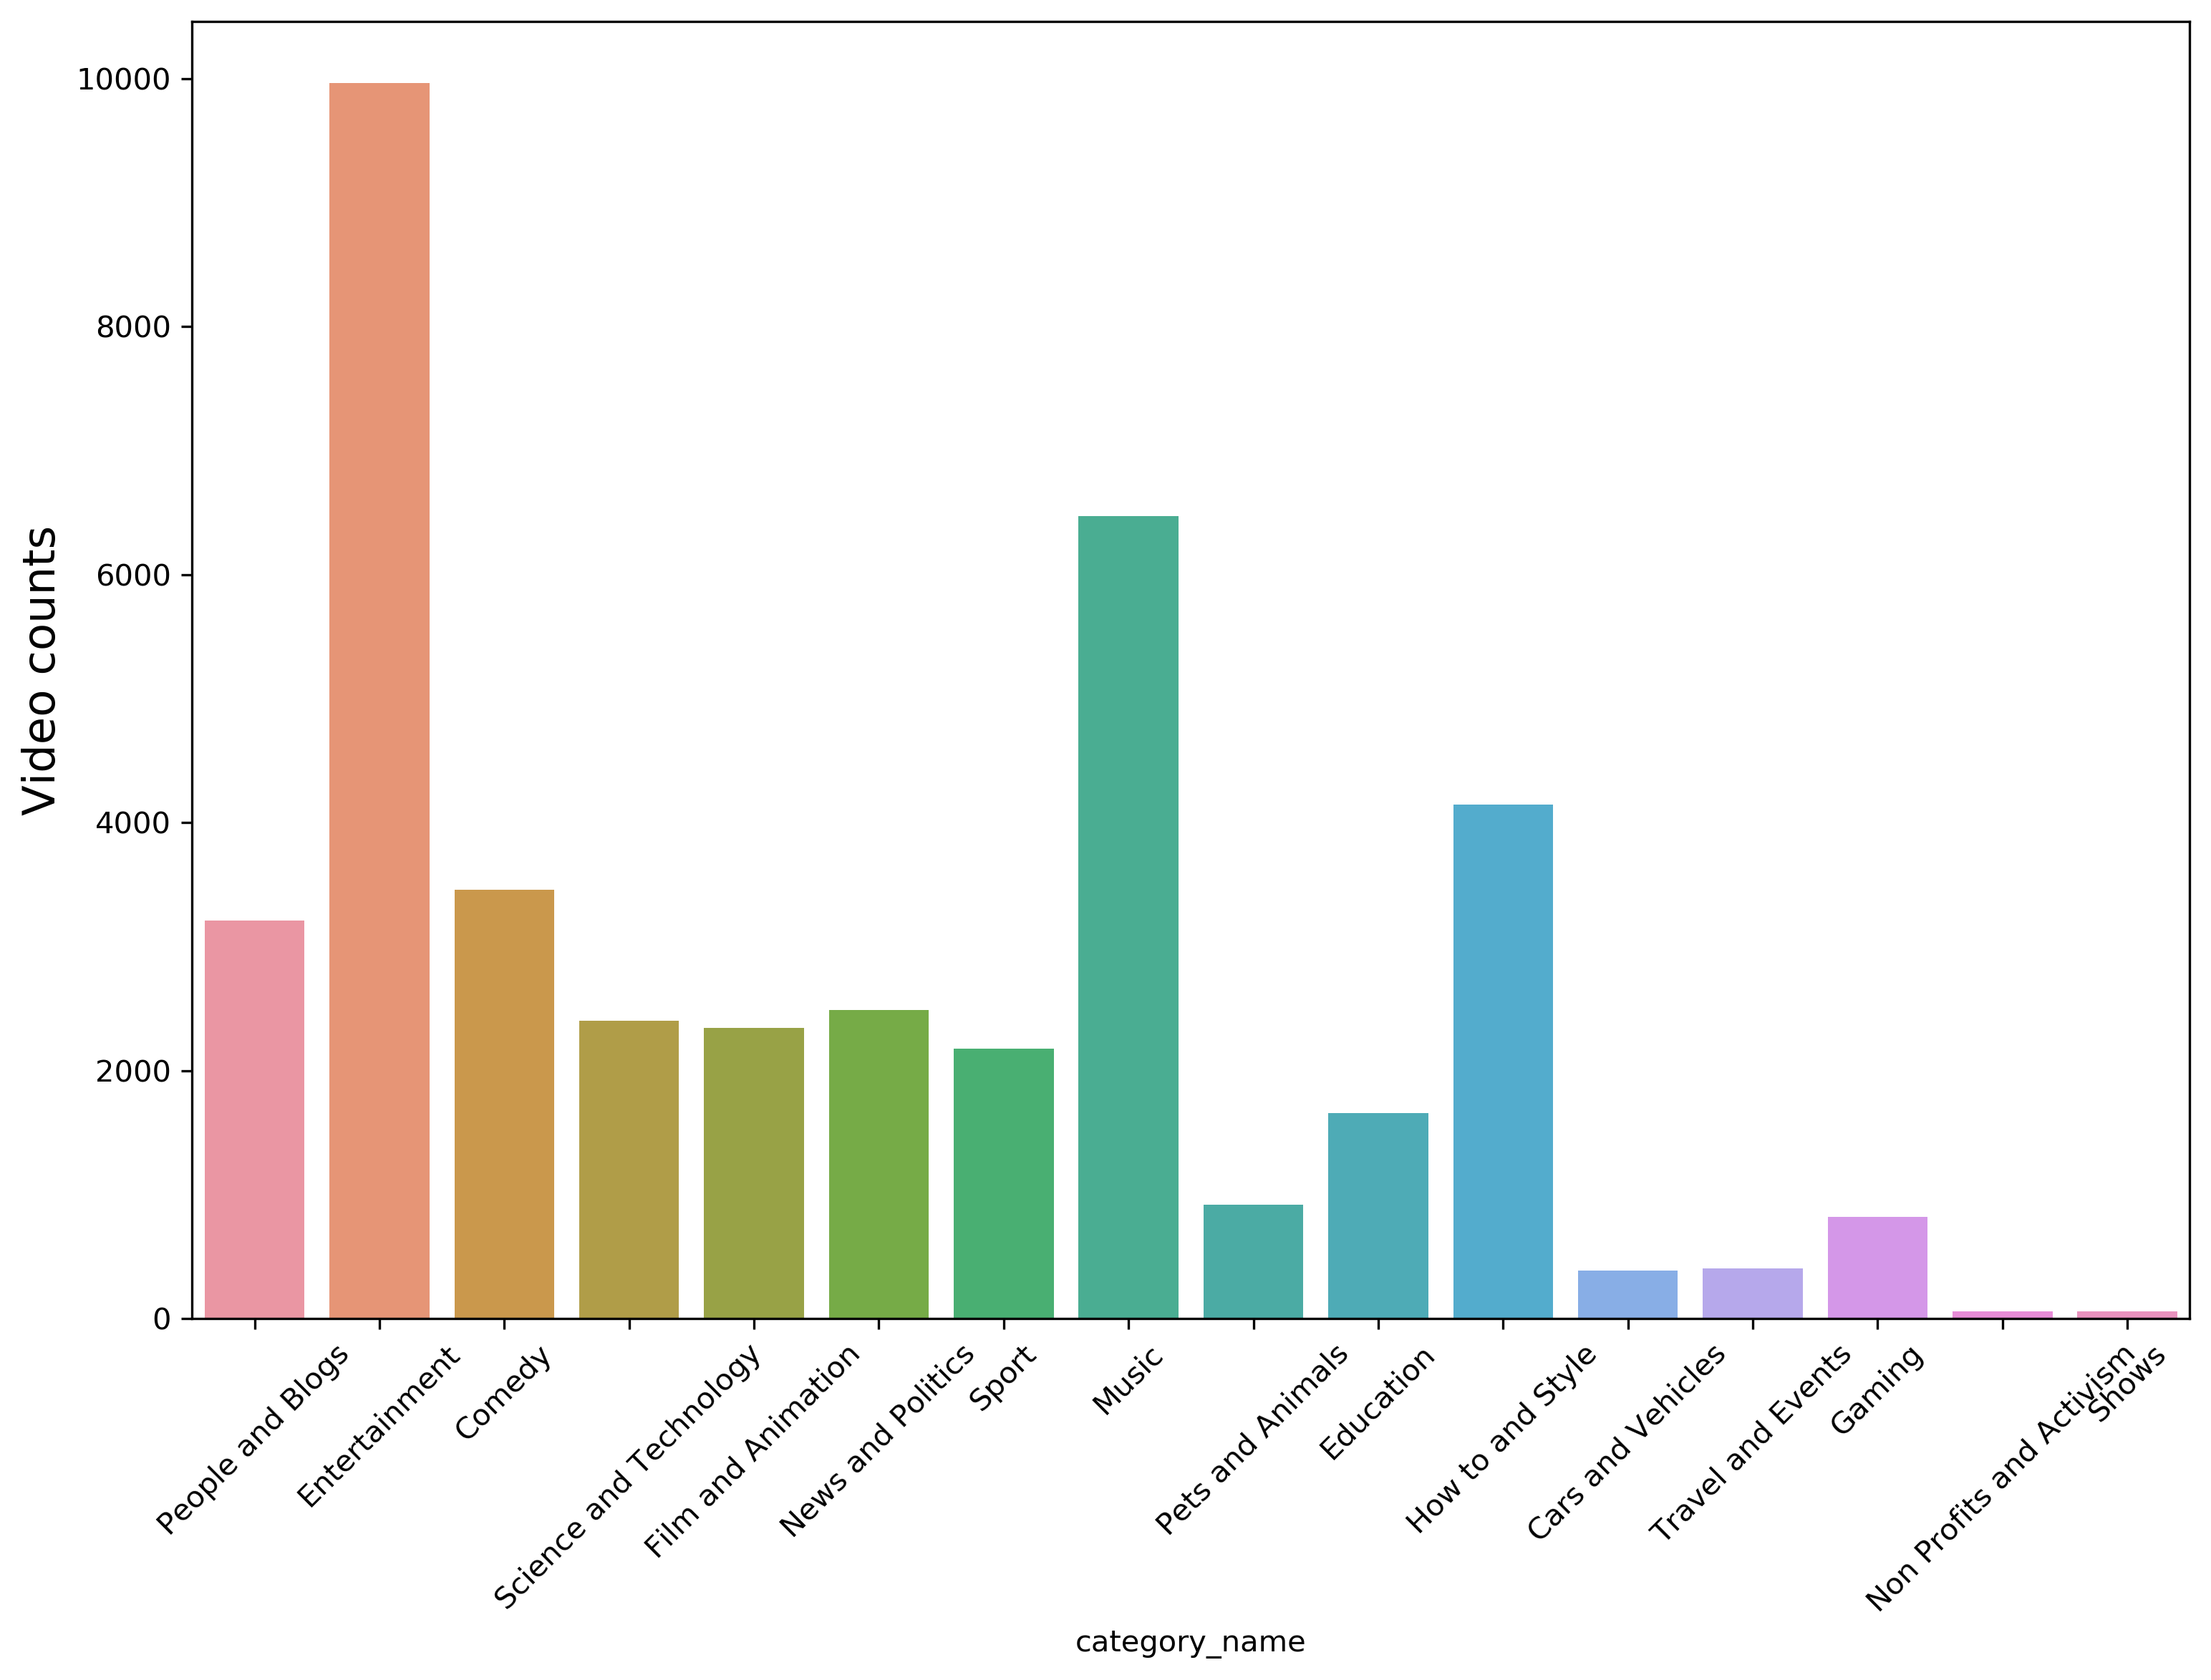 Video counts
10000
8000
6000
4000
2000
0
People and Blogs
Entertainment
Comedy
Science and Technology
Film and Animation
News and Politics
Sport
Music
Pets and Animals
Education
How to and Style
Cars and Vehicles
Travel and Events
Gaming
Non Profits and Activism
Shows
category_name